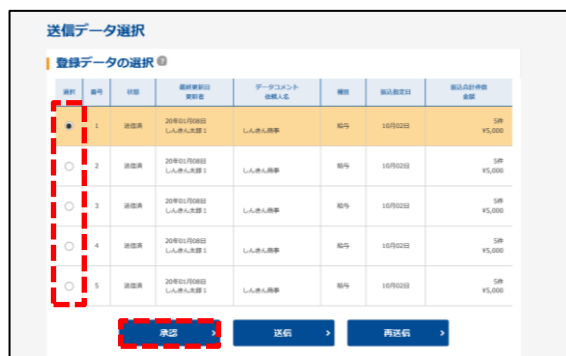 送信データ選択
登録データの選択 ?
選択 番号 状態 最終更新日 データコメント 種別 振込指定日 振込合計件数
更新者 依頼人名 金額
1 送信済 20年01月08日 給与 10月02日 5件
しんきん太郎1 しんきん商事 ¥5,000
2 送信済 20年01月08日 給与 10月02日 5件
しんきん太郎1 しんきん商事 ¥5,000
3 送信済 20年01月08日 給与 10月02日 5件
しんきん太郎1 しんきん商事 ¥5,000
4 送信済 20年01月08日 給与 10月02日 5件
しんきん太郎1 しんきん商事 ¥5,000
5 送信済 20年01月08日 給与 10月02日 5件
しんきん太郎1 しんきん商事 ¥5,000
承認 送信 再送信